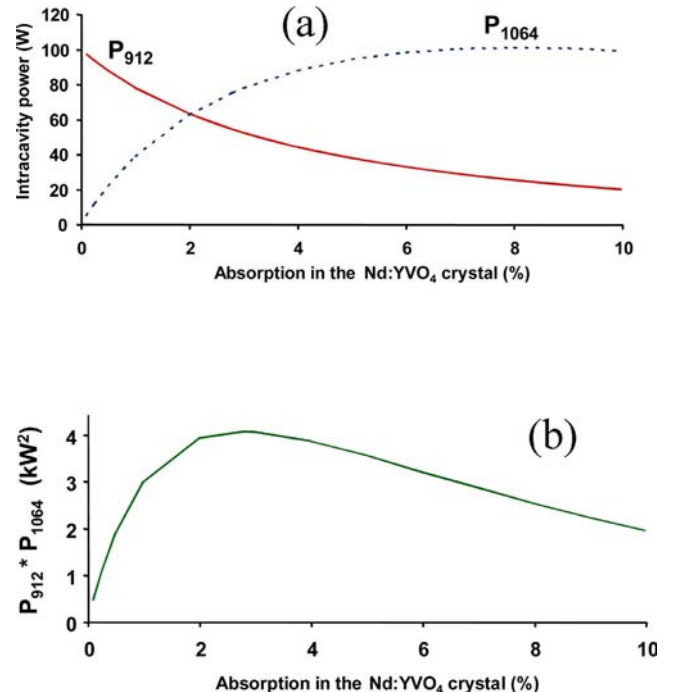 (a)
P912
P1064
Intracavity power (W)
120
100
80
60
40
20
0
0 2 4 6 8 10
Absorption in the Nd:YVO4 crystal (%)
(b)
P912 * P1064 (kW²)
4
3
2
1
0
0 2 4 6 8 10
Absorption in the Nd:YVO4 crystal (%)